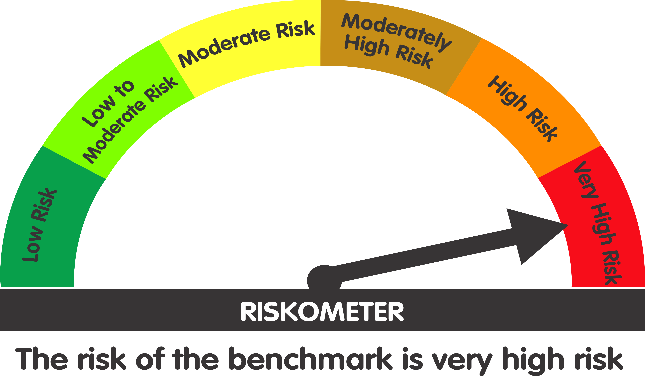 Low Risk
Low to
Moderate Risk
Moderate Risk
Moderately
High Risk
High Risk
Very High Risk
RISKOMETER
The risk of the benchmark is very high risk